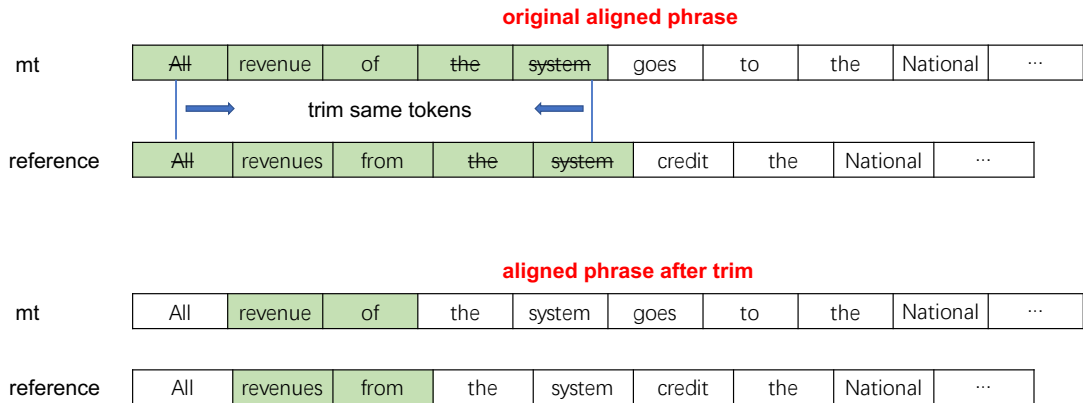 original aligned phrase
mt All revenue of the system goes to the National ...
trim same tokens
reference All revenues from the system credit the National ...
aligned phrase after trim
mt All revenue of the system goes to the National ...
reference All revenues from the system credit the National ...